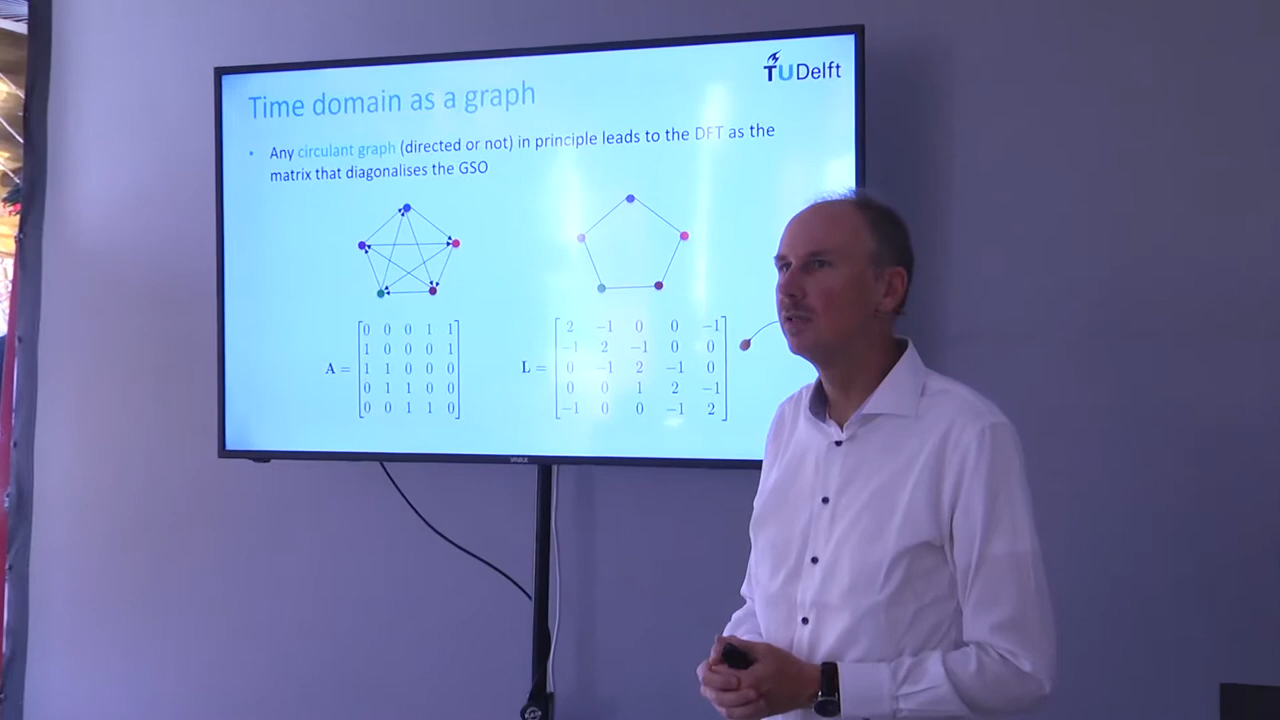 TU Delft
Time domain as a graph
• Any circulant graph (directed or not) in principle leads to the DFT as the
matrix that diagonalises the GSO
A =
0 0 0 1 1
1 0 0 0 1
1 1 0 0 0
0 1 1 0 0
0 0 1 1 0
L =
2 −1 0 0 −1
−1 2 −1 0 0
0 −1 2 −1 0
0 0 1 2 −1
−1 0 0 −1 2